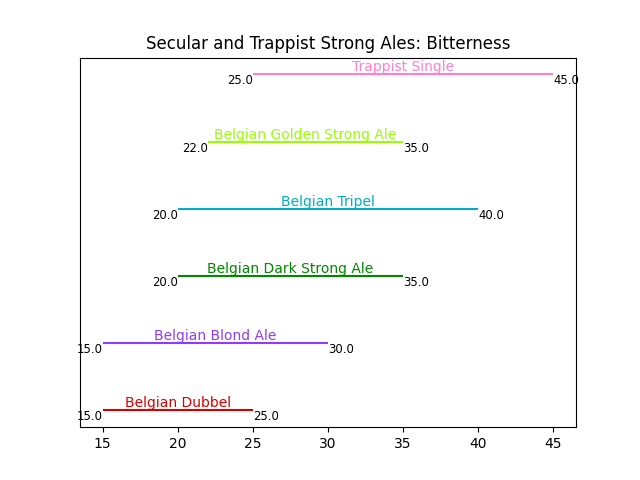 Secular and Trappist Strong Ales: Bitterness
Trappist Single
25.0 45.0
Belgian Golden Strong Ale
22.0 35.0
Belgian Tripel
20.0 40.0
Belgian Dark Strong Ale
20.0 35.0
Belgian Blond Ale
15.0 30.0
Belgian Dubbel
15.0 25.0
15 20 25 30 35 40 45